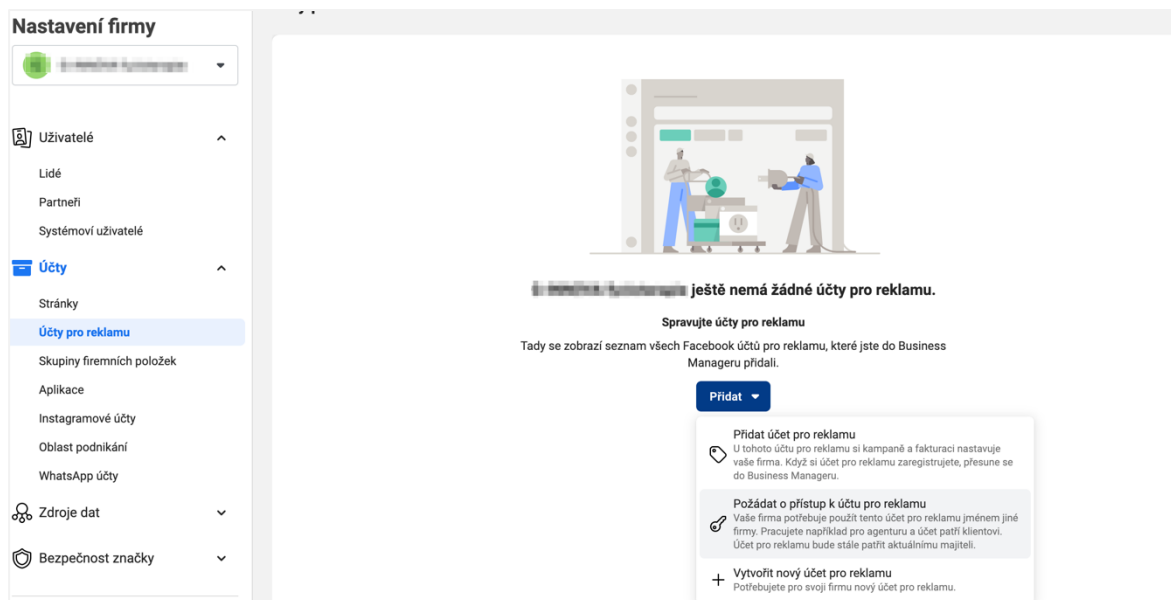 Nastavení firmy
Uživatelé
Lidé
Partneři
Systémoví uživatelé
Účty
Stránky
Účty pro reklamu
Skupiny firemních položek
Aplikace
Instagramové účty
Oblast podnikání
WhatsApp účty
Zdroje dat
Bezpečnost značky
ještě nemá žádné účty pro reklamu.
Spravujte účty pro reklamu
Tady se zobrazí seznam všech Facebook účtů pro reklamu, které jste do Business
Manageru přidali.
Přidat
Přidat účet pro reklamu
U tohoto účtu pro reklamu si kampaně a fakturaci nastavuje
vaše firma. Když si účet pro reklamu zaregistrujete, přesune se
do Business Manageru.
Požádat o přístup k účtu pro reklamu
Vaše firma potřebuje použít tento účet pro reklamu jménem jiné
firmy. Pracujete například pro agenturu a účet patří klientovi.
Účet pro reklamu bude stále patřit aktuálnímu majiteli.
Vytvořit nový účet pro reklamu
Potřebujete pro svoji firmu nový účet pro reklamu.